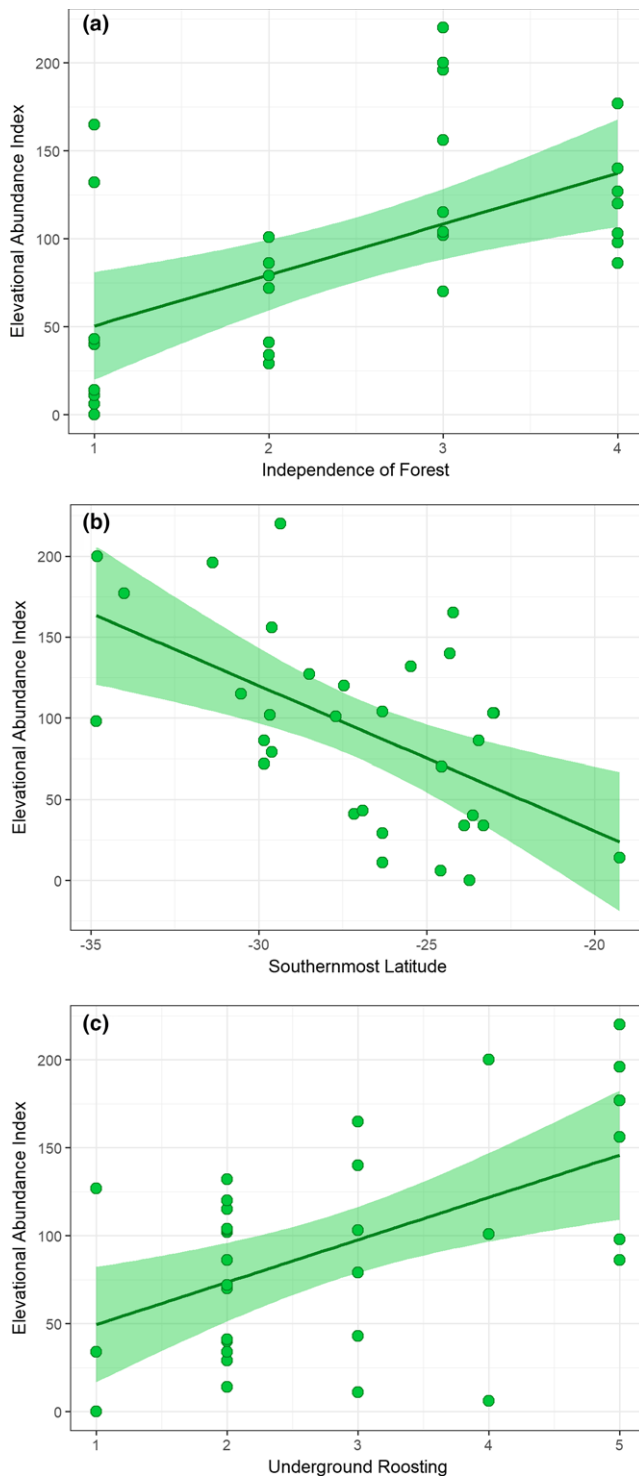 (a)
Elevational Abundance Index
200
150
100
50
0
1 2 3 4
Independence of Forest
(b)
Elevational Abundance Index
200
150
100
50
0
-35 -30 -25 -20
Southernmost Latitude
(c)
Elevational Abundance Index
200
150
100
50
0
1 2 3 4 5
Underground Roosting